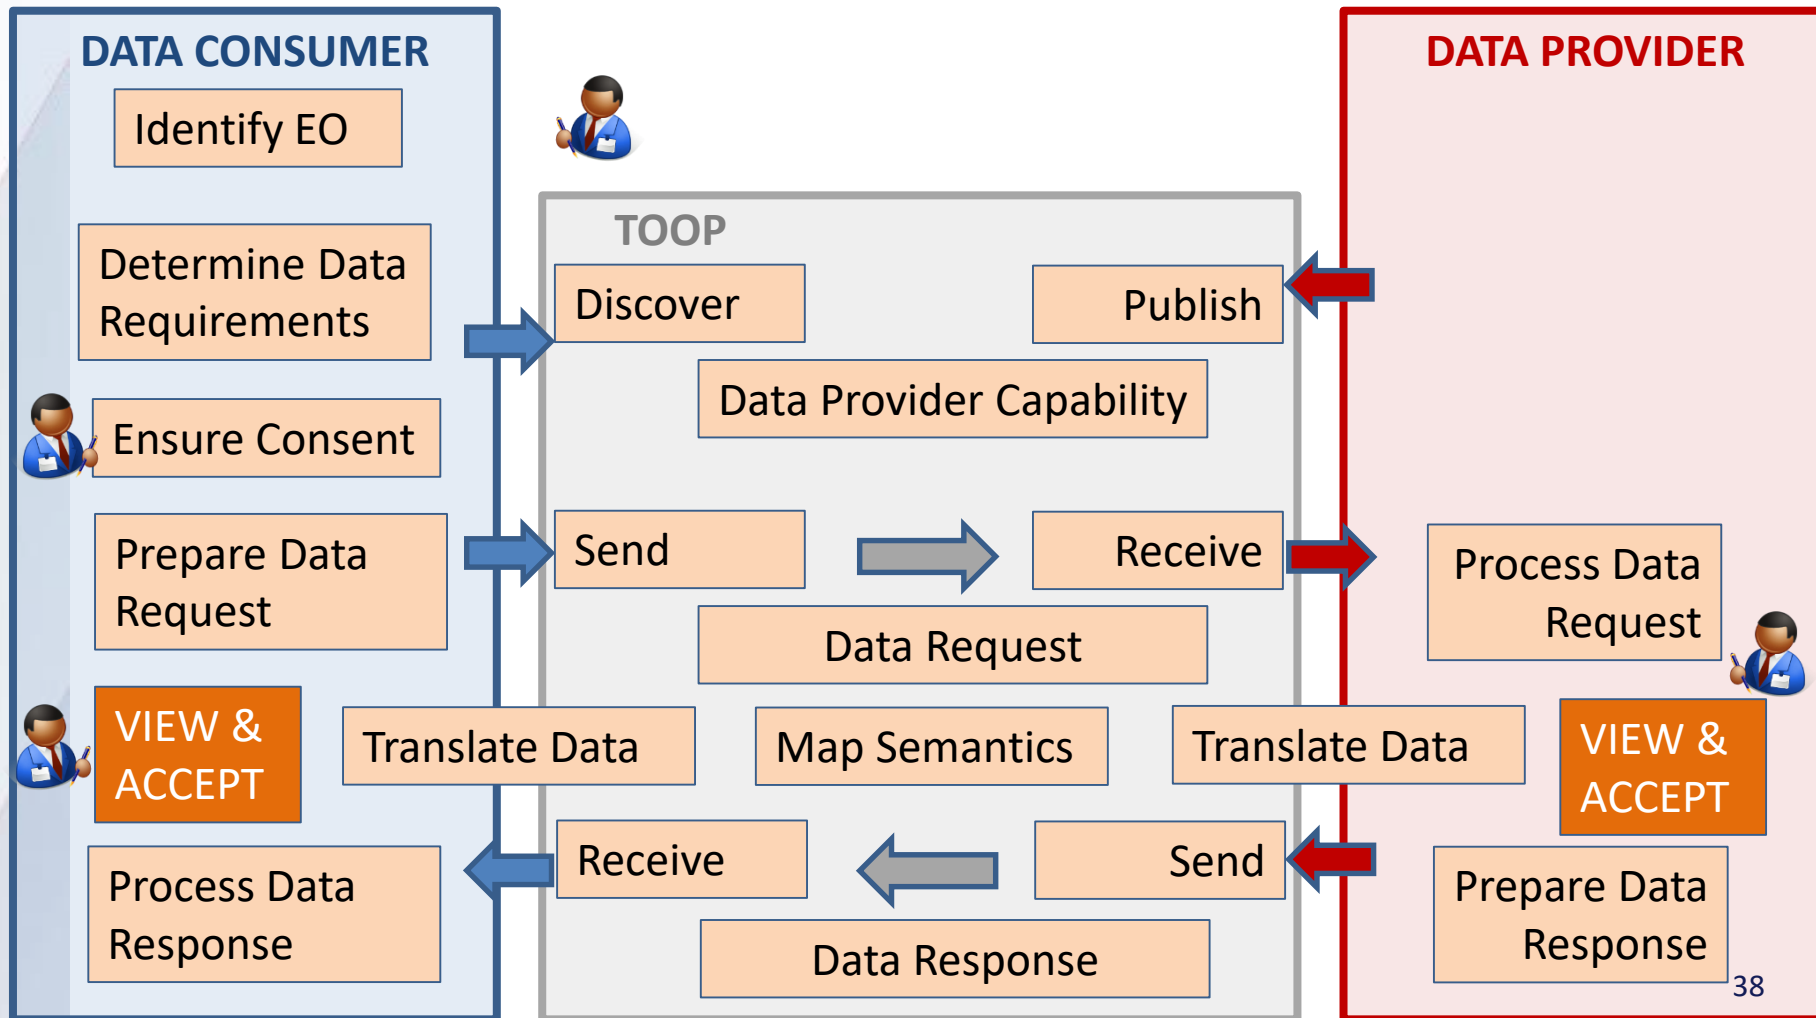 DATA CONSUMER
Identify EO
Determine Data
Requirements
Ensure Consent
Prepare Data
Request
VIEW &
ACCEPT
Translate Data
Process Data
Response
TOOP
Discover
Publish
Data Provider Capability
Send
Receive
Data Request
Map Semantics
Receive
Send
Data Response
DATA PROVIDER
Process Data
Request
Translate Data
VIEW &
ACCEPT
Prepare Data
Response
38